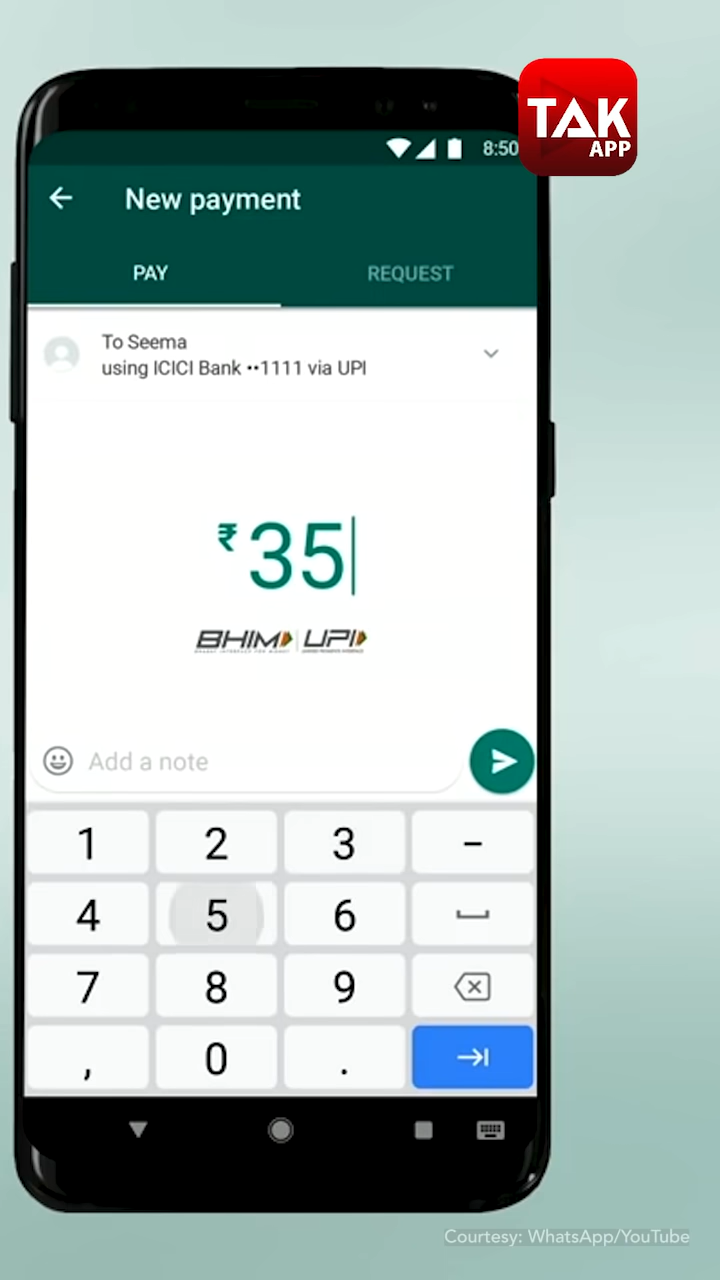 TAK
APP
8:50
New payment
PAY
REQUEST
To Seema
using ICICI Bank ••1111 via UPI
₹35
BHIM UPI
Add a note
1 2 3 –
4 5 6
7 8 9
, 0 .
Courtesy: WhatsApp/YouTube